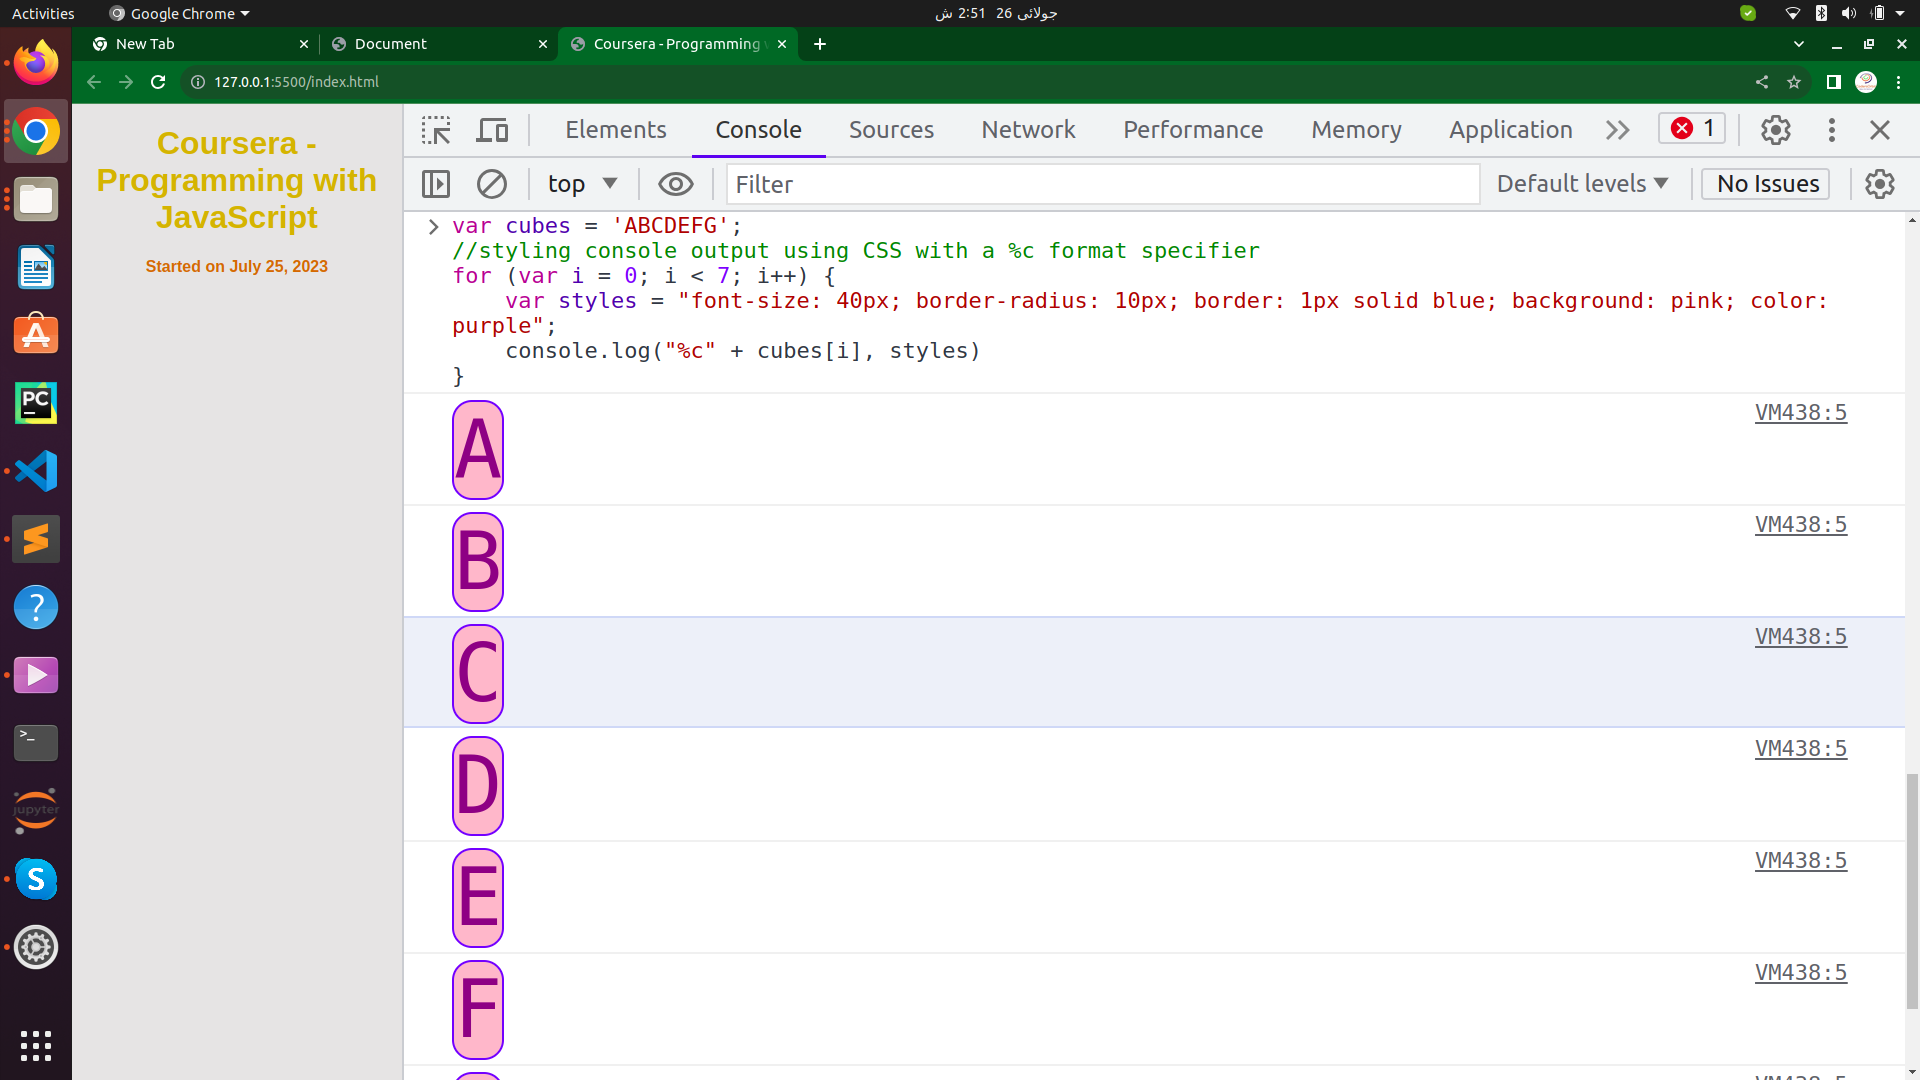 Activities
Google Chrome
جولائی 26  2:51 ش
New Tab
Document
Coursera - Programming
127.0.0.1:5500/index.html
Coursera -
Programming with
JavaScript
Started on July 25, 2023
Elements
Console
Sources
Network
Performance
Memory
Application
1
top
Filter
Default levels
No Issues
var cubes = 'ABCDEFG';
//styling console output using CSS with a %c format specifier
for (var i = 0; i < 7; i++) {
    var styles = "font-size: 40px; border-radius: 10px; border: 1px solid blue; background: pink; color:
purple";
    console.log("%c" + cubes[i], styles)
}
A
VM438:5
B
VM438:5
C
VM438:5
D
VM438:5
E
VM438:5
F
VM438:5
PC
>_
jupyter
S
?